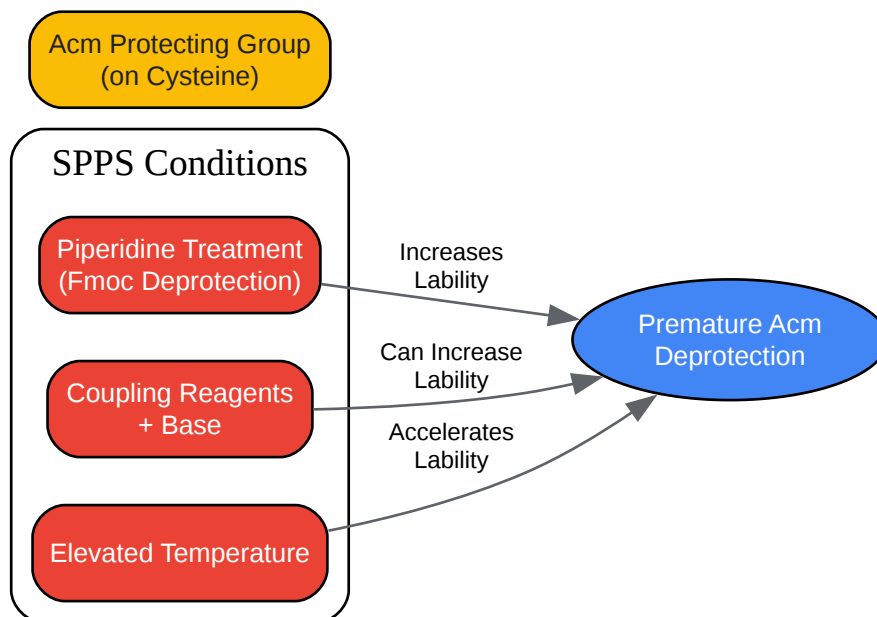 Acm Protecting Group
(on Cysteine)
SPPS Conditions
Piperidine Treatment
(Fmoc Deprotection)
Increases
Lability
Premature Acm
Deprotection
Coupling Reagents
+ Base
Can Increase
Lability
Accelerates
Lability
Elevated Temperature